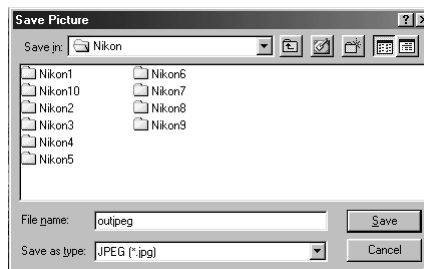 Save Picture
Save in: Nikon
Nikon1 Nikon6
Nikon10 Nikon7
Nikon2 Nikon8
Nikon3 Nikon9
Nikon4
Nikon5
File name: outjpeg Save
Save as type: JPEG (*.jpg) Cancel